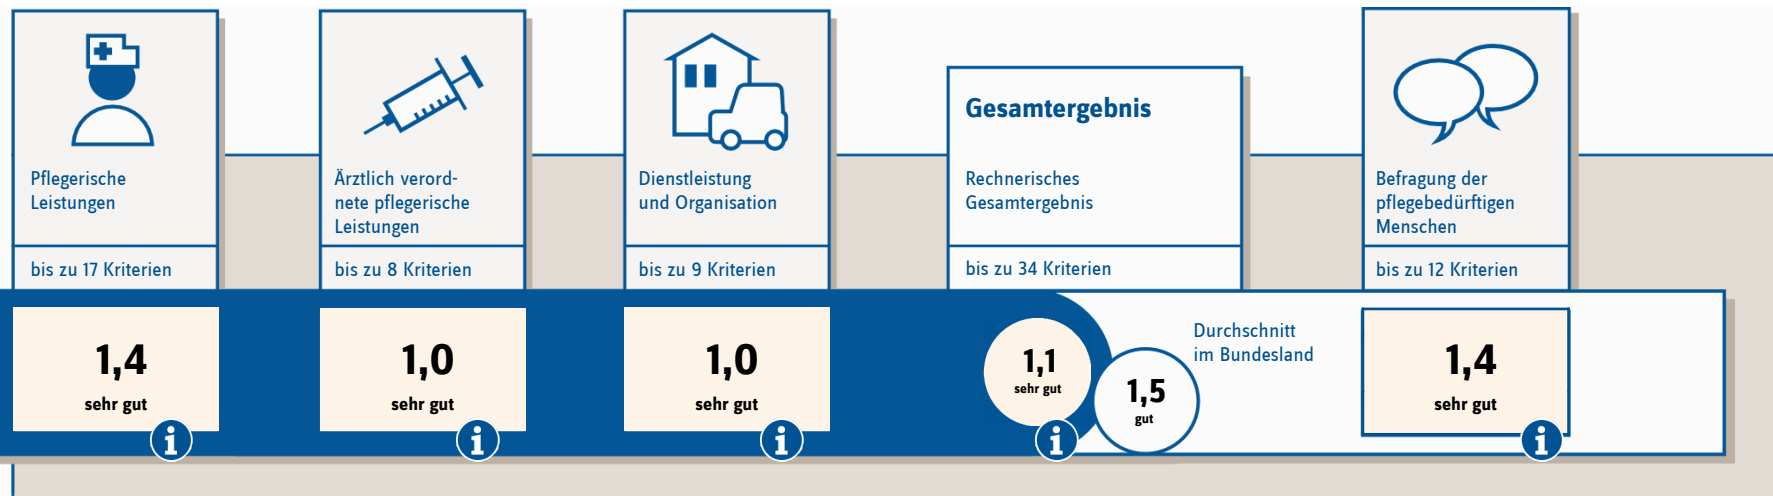 Pflegerische
Leistungen
bis zu 17 Kriterien
1,4
sehr gut
i
Ärztlich verord-
nete pflegerische
Leistungen
bis zu 8 Kriterien
1,0
sehr gut
i
Dienstleistung
und Organisation
bis zu 9 Kriterien
1,0
sehr gut
i
Gesamtergebnis
Rechnerisches
Gesamtergebnis
bis zu 34 Kriterien
1,1
sehr gut
i
1,5
gut
Durchschnitt
im Bundesland
Befragung der
pflegebedürftigen
Menschen
bis zu 12 Kriterien
1,4
sehr gut
i